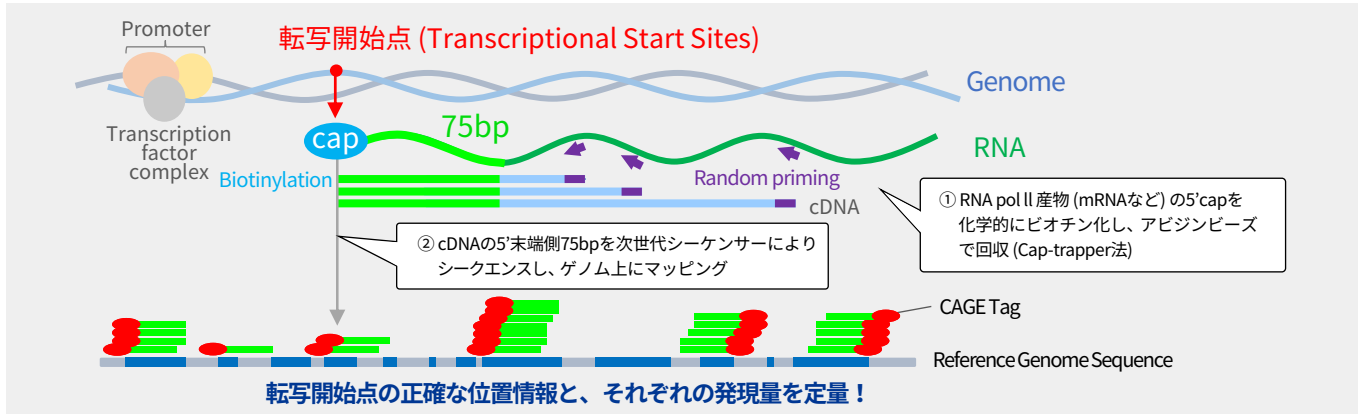 Promoter
転写開始点 (Transcriptional Start Sites)
Genome
Transcription
factor
complex
cap
75bp
RNA
Biotinylation
Random priming
cDNA
① RNA pol ll 産物 (mRNAなど) の5’capを
化学的にビオチン化し、アビジンビーズ
で回収 (Cap-trapper法)
② cDNAの5’末端側75bpを次世代シーケンサーにより
シークエンスし、ゲノム上にマッピング
CAGE Tag
Reference Genome Sequence
転写開始点の正確な位置情報と、それぞれの発現量を定量！